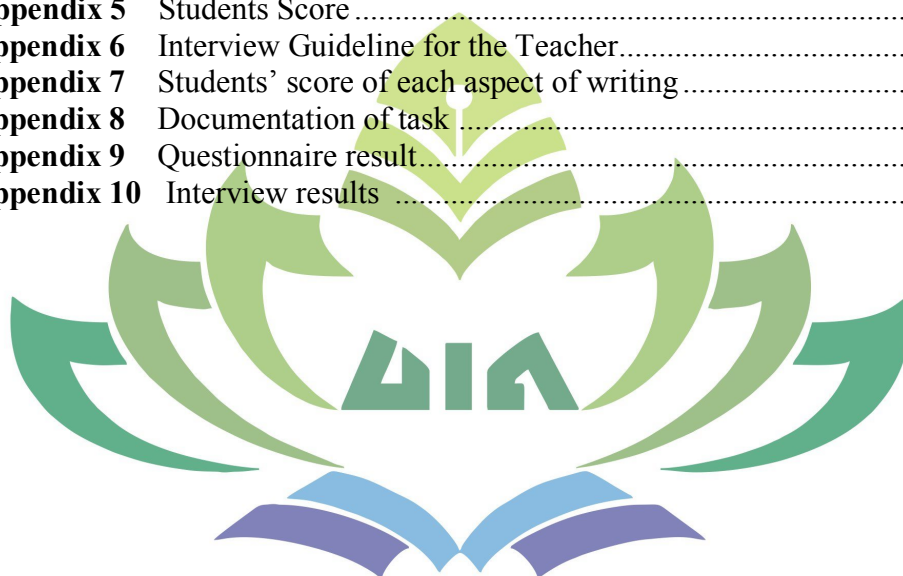 ppendix 5 Students Score........................................................................
ppendix 6 Interview Guideline for the Teacher........................................
ppendix 7 Students’ score of each aspect of writing................................
ppendix 8 Documentation of task ............................................................
ppendix 9 Questionnaire result.................................................................
ppendix 10 Interview results ....................................................................
UIN